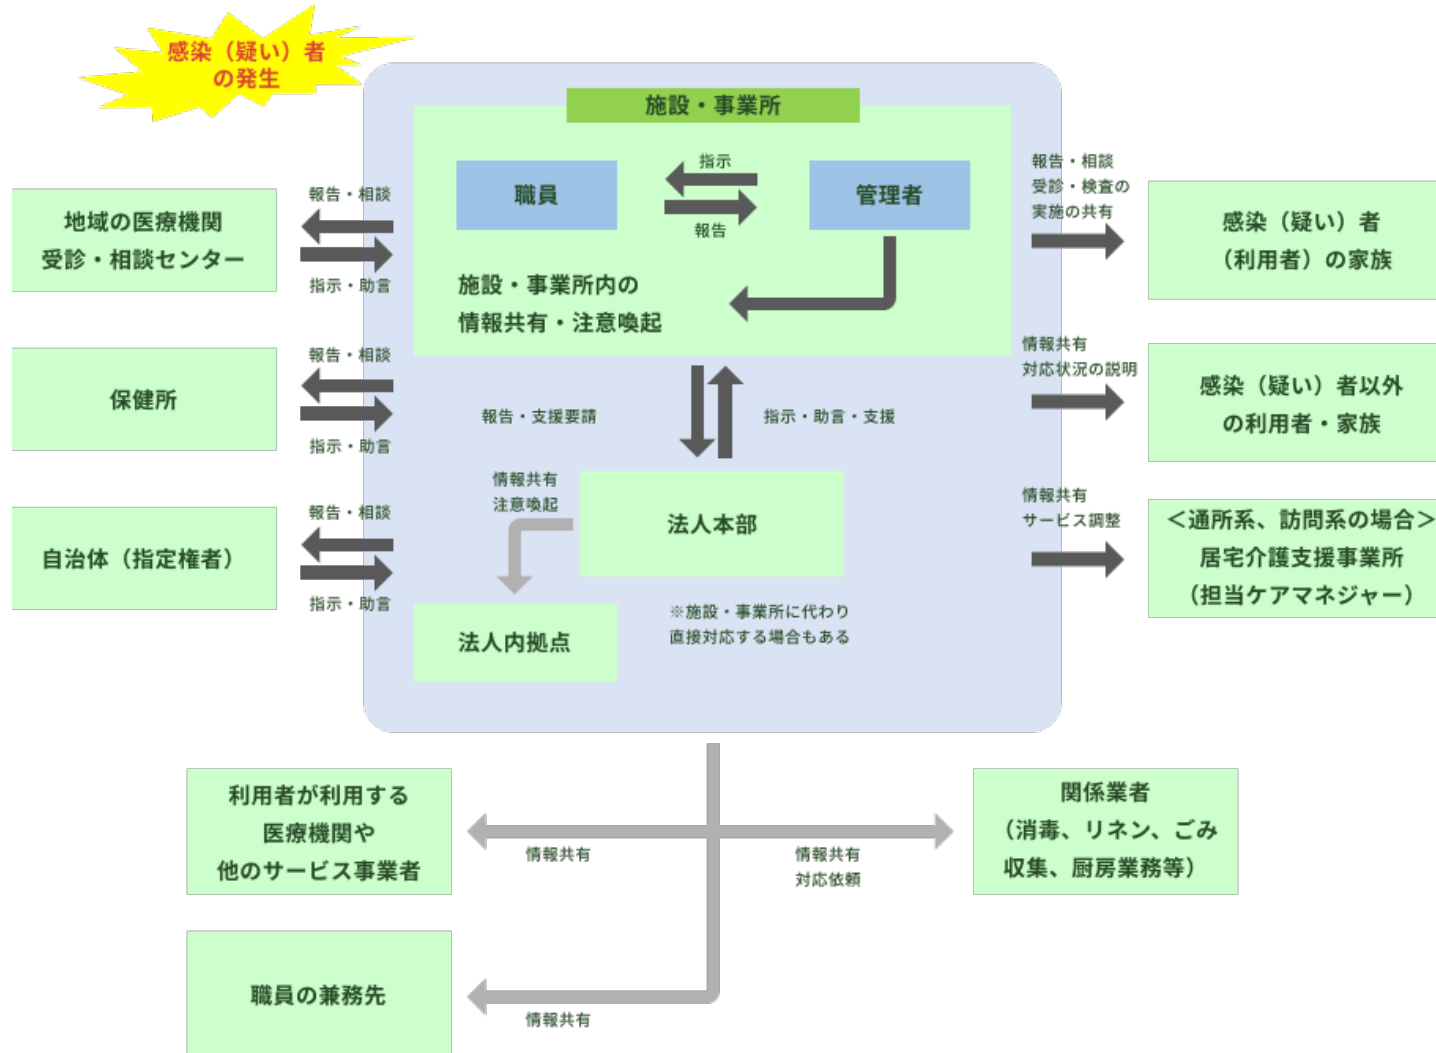 感染（疑い）者
の発生
施設・事業所
職員
指示
報告
管理者
施設・事業所内の
情報共有・注意喚起
報告・相談
地域の医療機関
受診・相談センター
指示・助言
報告・相談
保健所
指示・助言
報告・相談
自治体（指定権者）
指示・助言
報告・相談
受診・検査の
実施の共有
感染（疑い）者
（利用者）の家族
情報共有
対応状況の説明
感染（疑い）者以外
の利用者・家族
情報共有
サービス調整
＜通所系、訪問系の場合＞
居宅介護支援事業所
（担当ケアマネジャー）
報告・支援要請
指示・助言・支援
情報共有
注意喚起
法人本部
法人内拠点
※施設・事業所に代わり
直接対応する場合もある
利用者が利用する
医療機関や
他のサービス事業者
情報共有
情報共有
対応依頼
関係業者
（消毒、リネン、ごみ
収集、厨房業務等）
職員の兼務先
情報共有